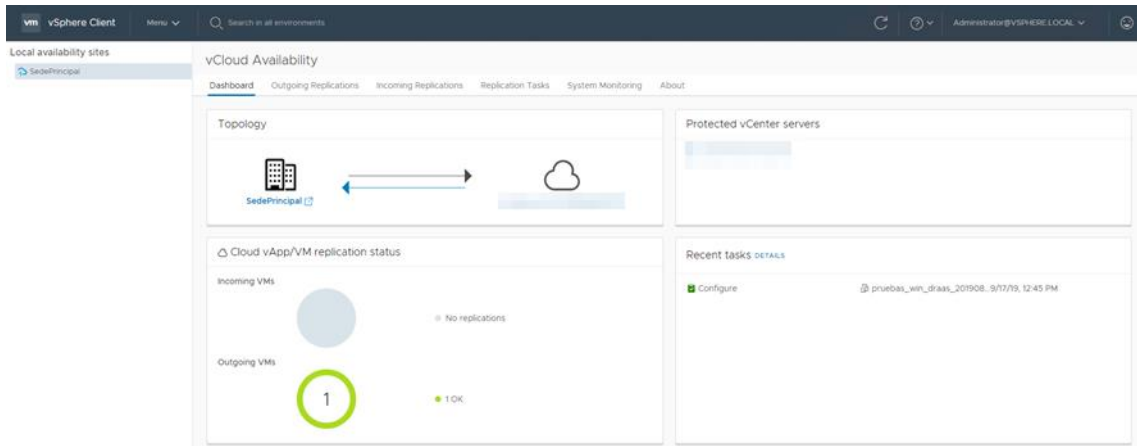 vm vSphere Client Menu Search in all environments Administrator@VSPHERE.LOCAL
Local availability sites
SedePrincipal
vCloud Availability
Dashboard Outgoing Replications Incoming Replications Replication Tasks System Monitoring About
Topology
SedePrincipal
Protected vCenter servers
Cloud vApp/VM replication status
Incoming VMs
No replications
Outgoing VMs
1
1 OK
Recent tasks DETAILS
Configure pruebas_win_draas_201908.. 9/17/19, 12:45 PM